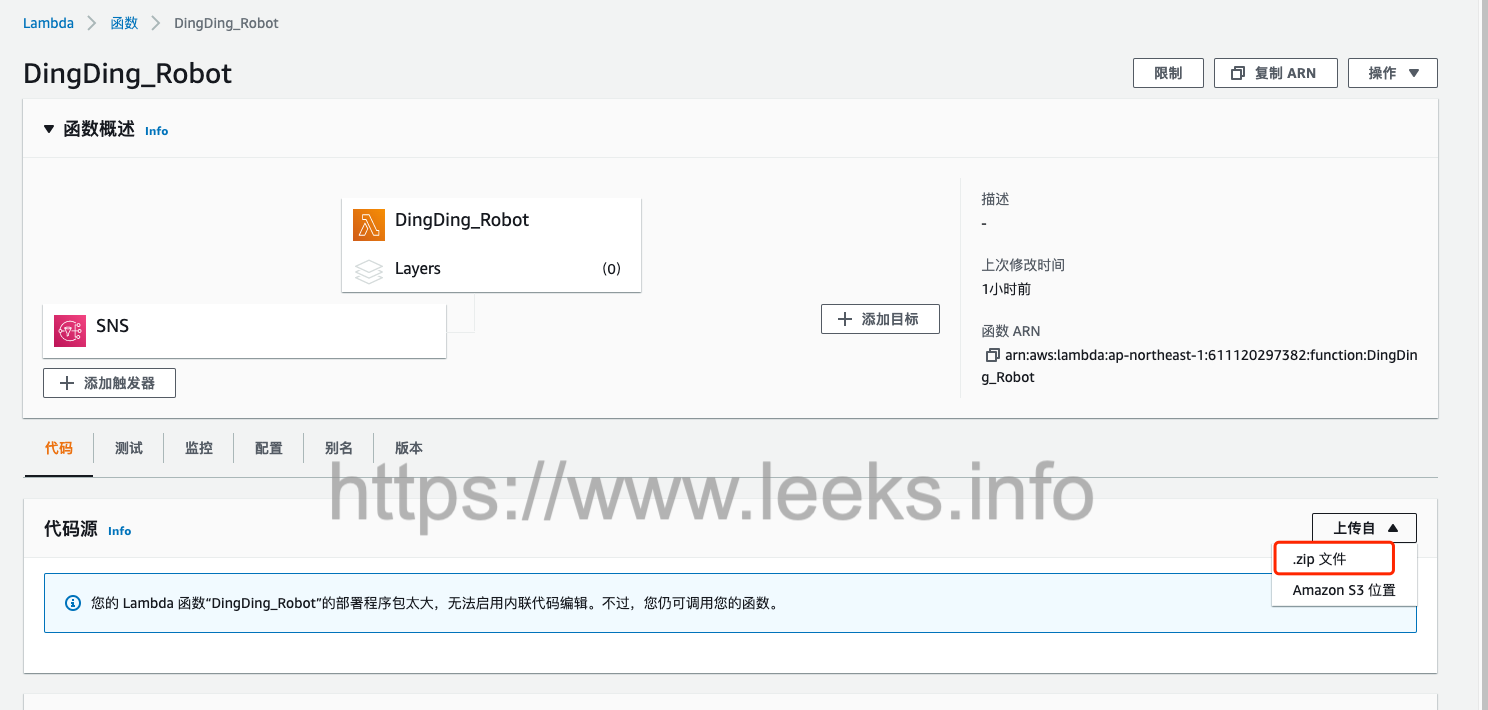 Lambda > 函数 > DingDing_Robot
DingDing_Robot
限制 复制 ARN 操作 ▼
▼ 函数概述 Info
DingDing_Robot
Layers (0)
SNS
+ 添加触发器
+ 添加目标
描述
-
上次修改时间
1小时前
函数 ARN
arn:aws:lambda:ap-northeast-1:611120297382:function:DingDin
g_Robot
代码 测试 监控 配置 别名 版本
https://www.leeks.info
代码源 Info
上传自 ▲
.zip 文件
Amazon S3 位置
您的 Lambda 函数“DingDing_Robot”的部署程序包太大，无法启用内联代码编辑。不过，您仍可调用您的函数。